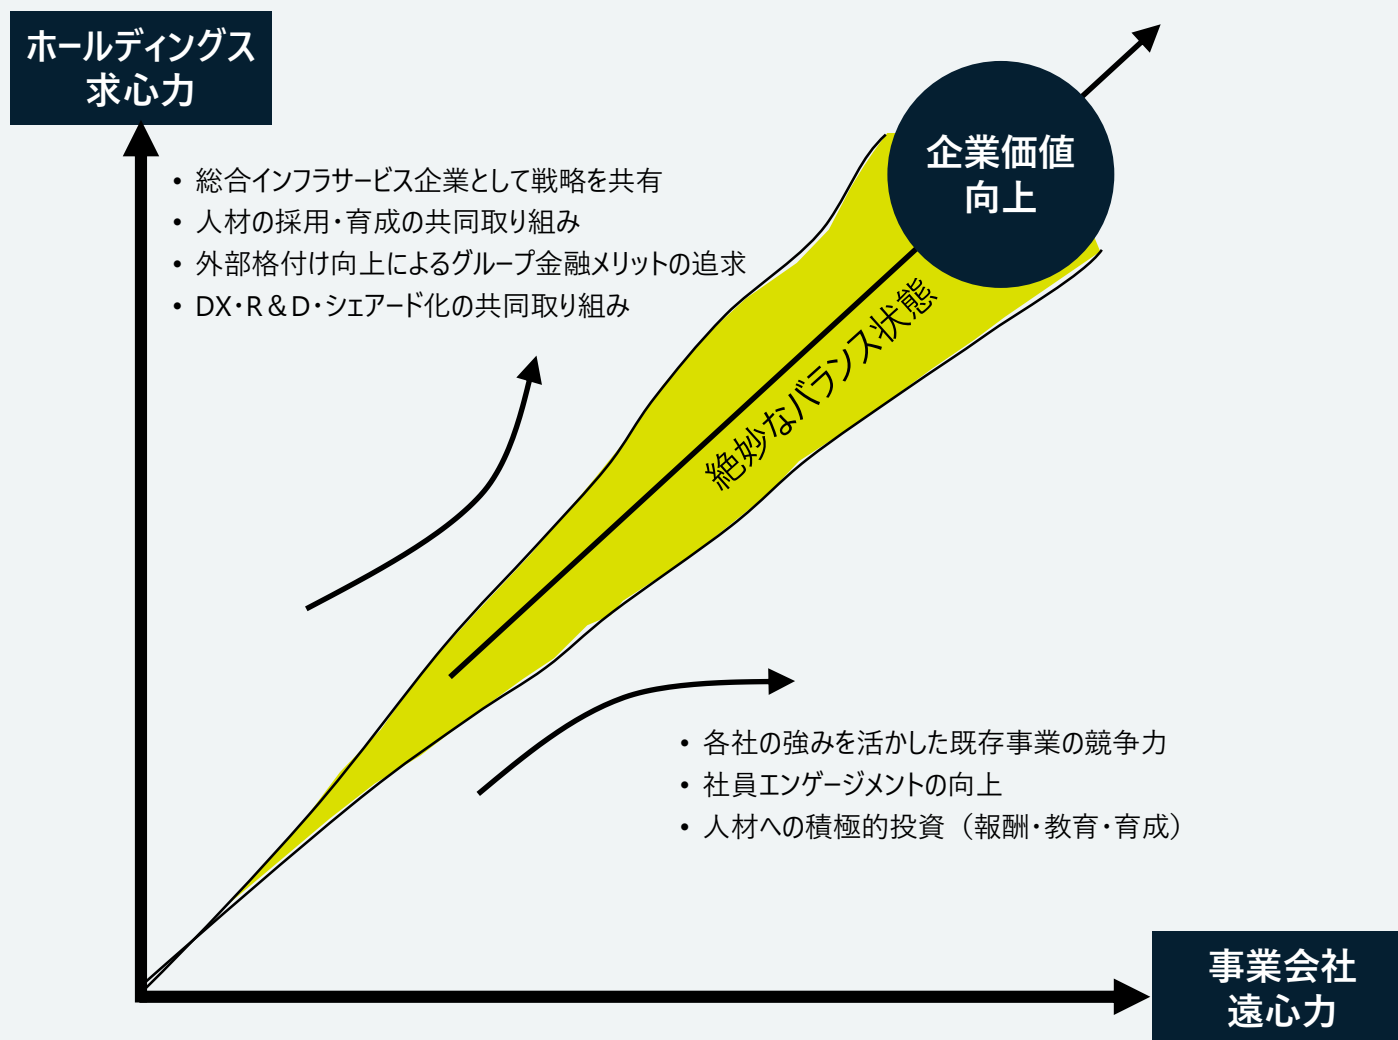 ホールディングス
求心力
• 総合インフラサービス企業として戦略を共有
• 人材の採用・育成の共同取り組み
• 外部格付け向上によるグループ金融メリットの追求
• DX・R＆D・シェアード化の共同取り組み
企業価値
向上
絶妙なバランス状態
• 各社の強みを活かした既存事業の競争力
• 社員エンゲージメントの向上
• 人材への積極的投資（報酬・教育・育成）
事業会社
遠心力